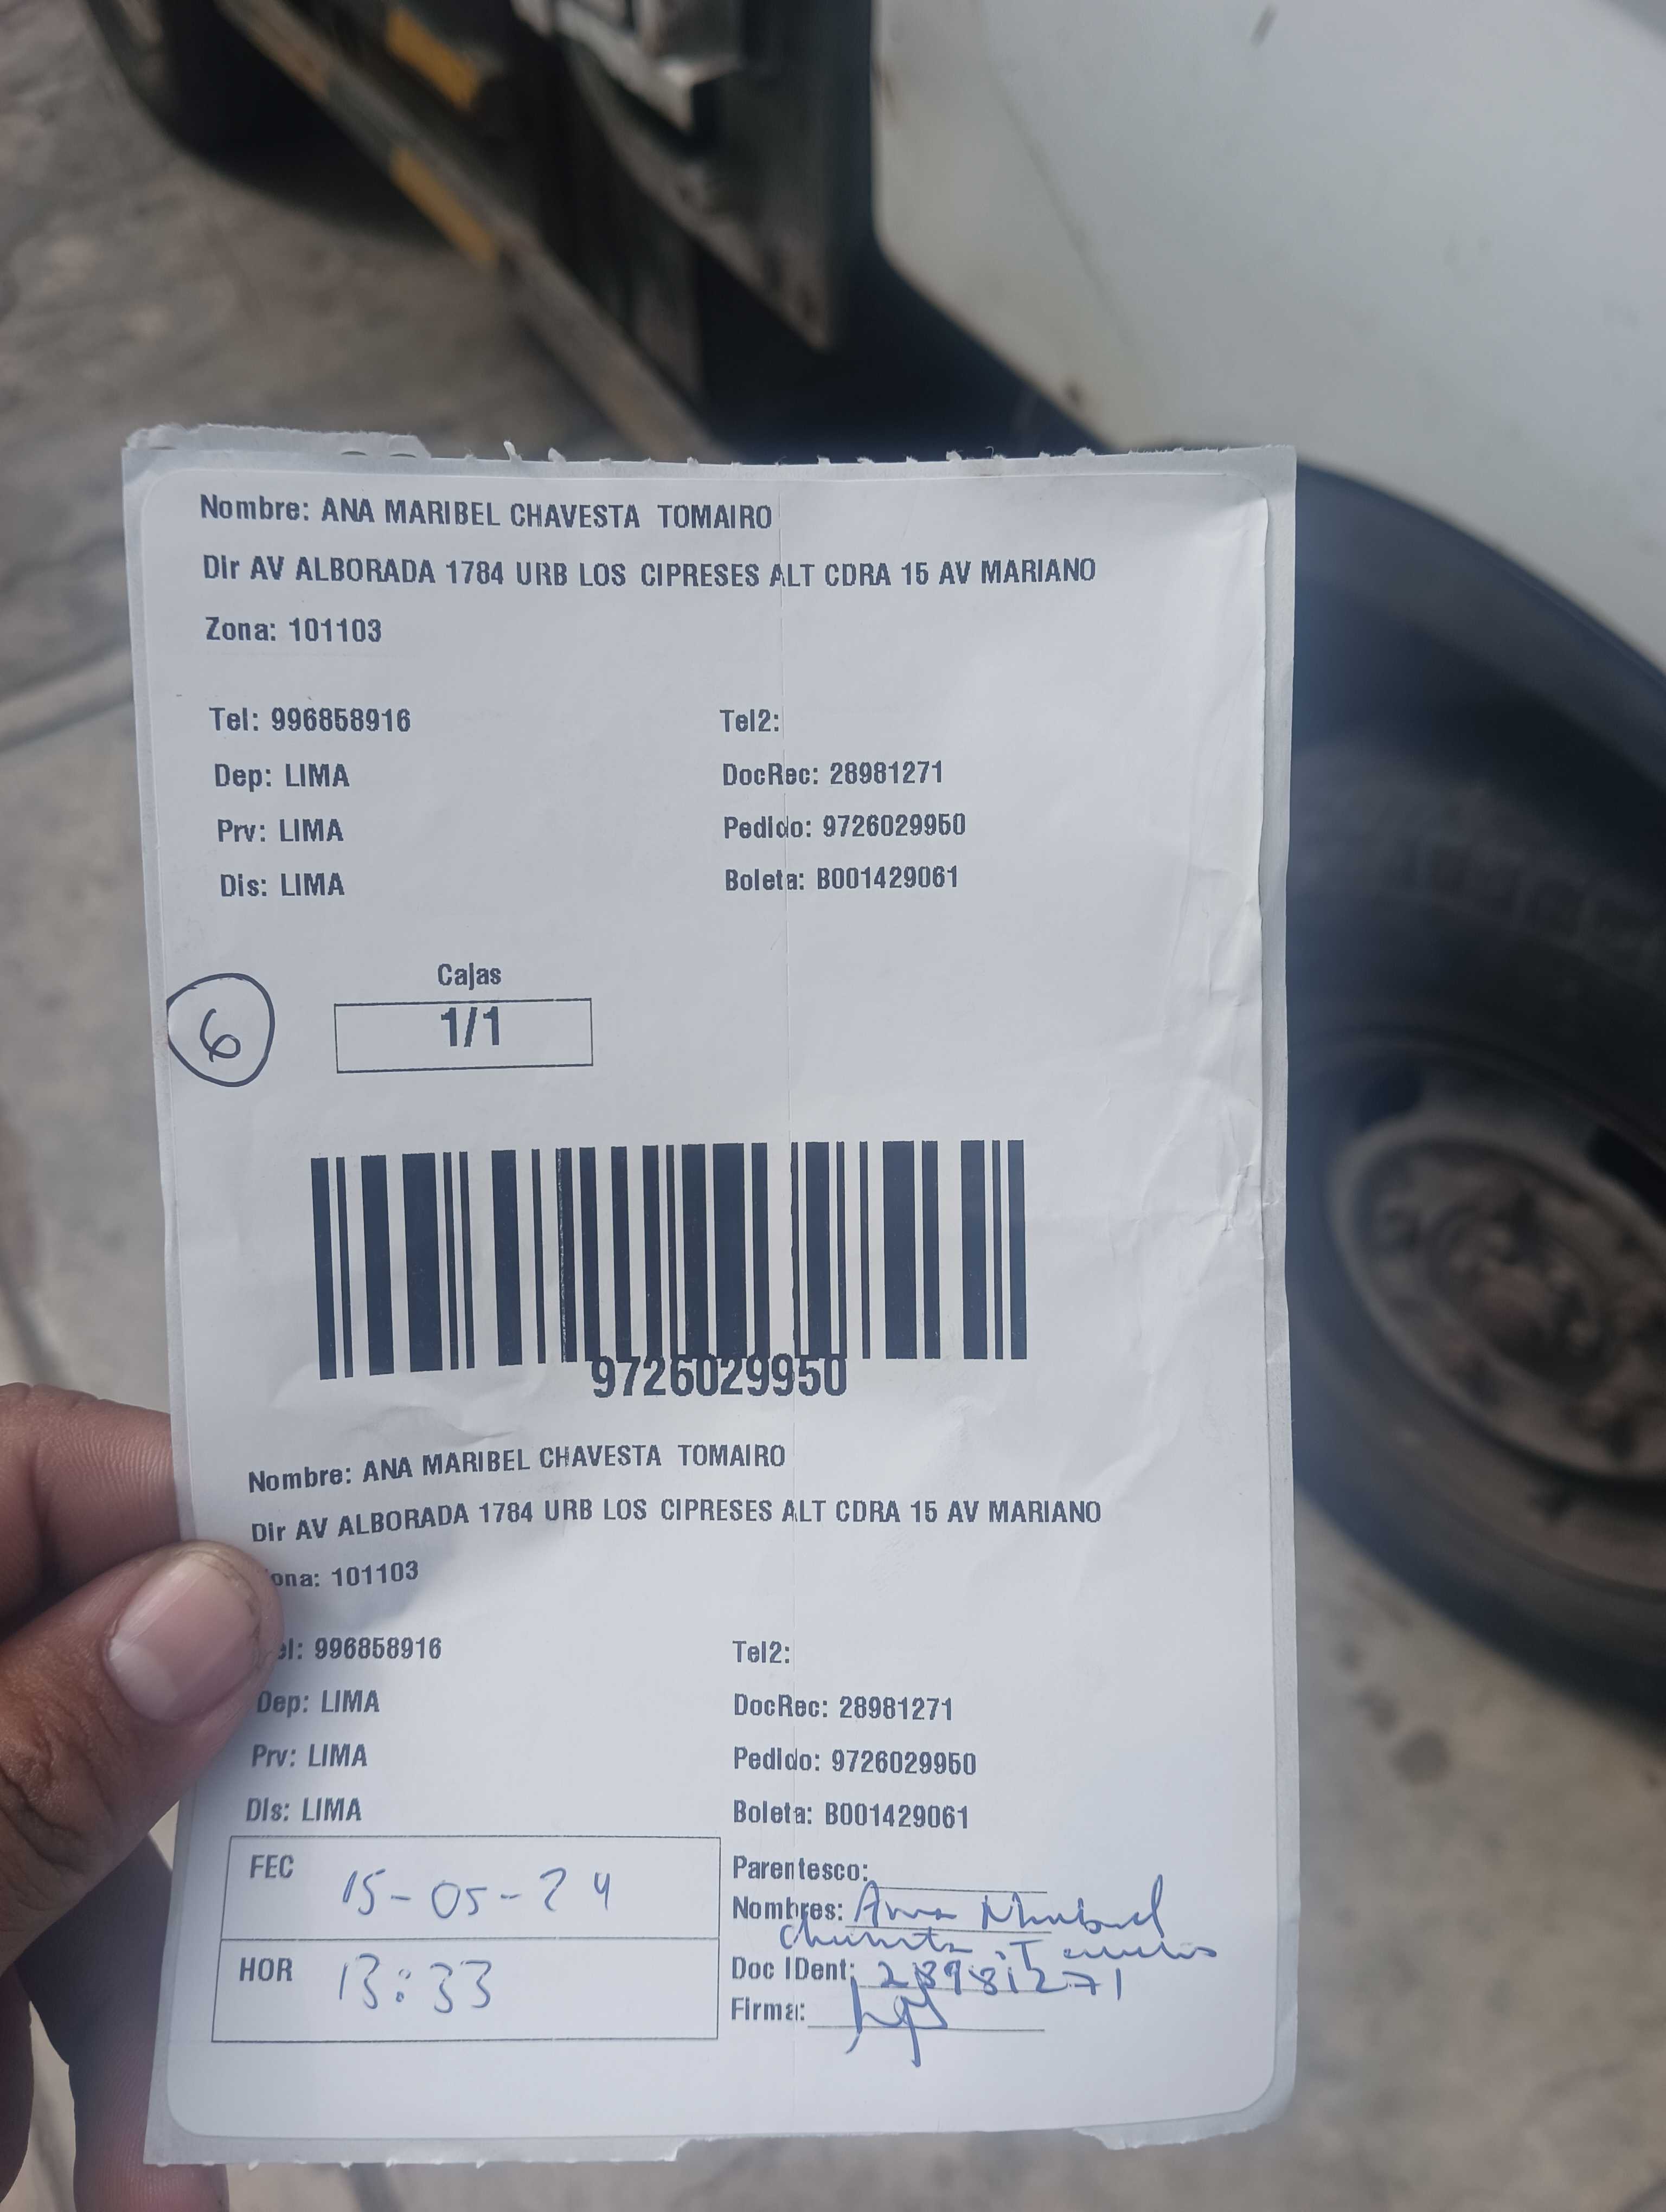 Nombre: ANA MARIBEL CHAVESTA TOMAIRO
Dir AV ALBORADA 1784 URB LOS CIPRESES ALT CDRA 15 AV MARIANO
Zona: 101103
Tel: 996858916 Tel2:
Dep: LIMA DocRec: 28981271
Prv: LIMA Pedido: 9726029950
Dis: LIMA Boleta: B001429061
Cajas
6 1/1
9726029950
Nombre: ANA MARIBEL CHAVESTA TOMAIRO
Dir AV ALBORADA 1784 URB LOS CIPRESES ALT CDRA 15 AV MARIANO
ona: 101103
el: 996858916 Tel2:
Dep: LIMA DocRec: 28981271
Prv: LIMA Pedido: 9726029950
Dis: LIMA Boleta: B001429061
FEC 15-05-24 Parentesco:
Nombres: Ana
HOR 13:33 Doc IDent: 28981271
Firma: